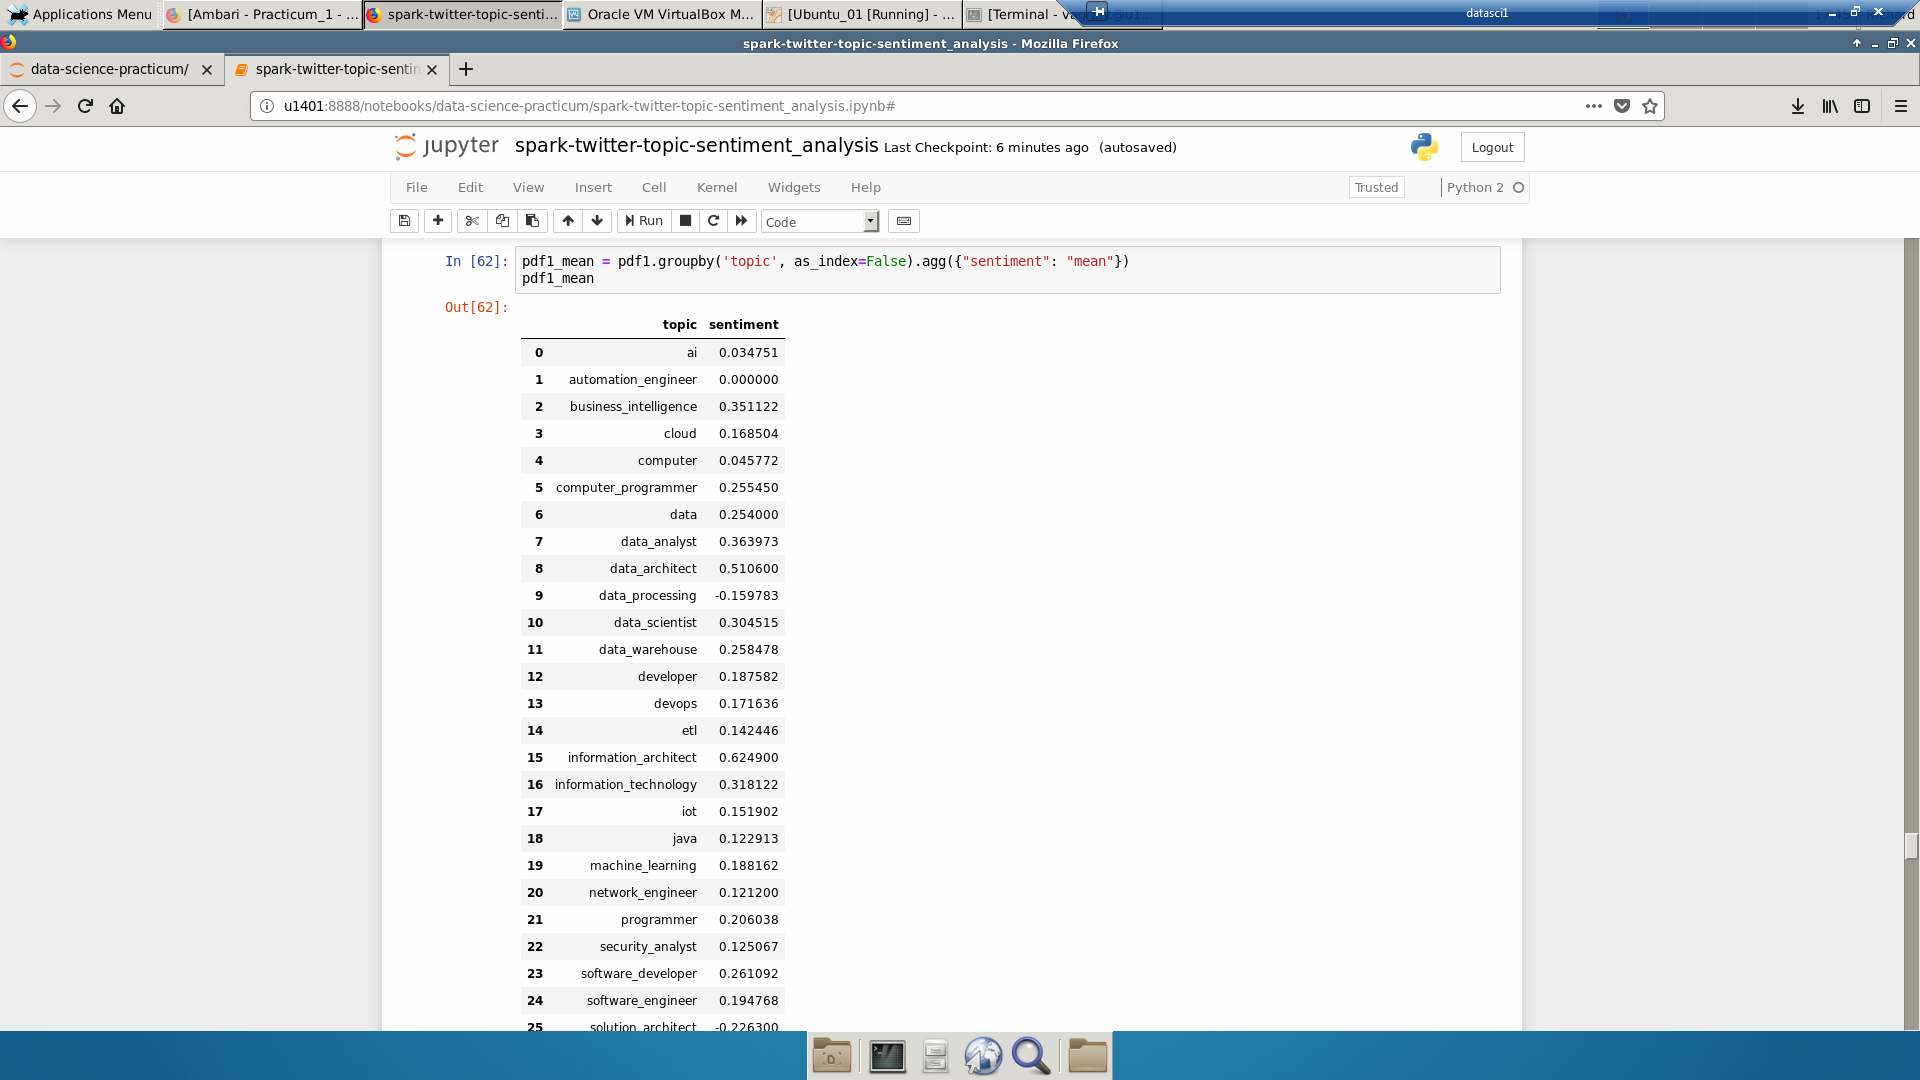 Applications Menu [Ambari - Practicum_1 - ... spark-twitter-topic-senti... Oracle VM VirtualBox M... [Ubuntu_01 [Running] - ... [Terminal - datasci1
spark-twitter-topic-sentiment_analysis - Mozilla Firefox
data-science-practicum/ spark-twitter-topic-sentin
u1401:8888/notebooks/data-science-practicum/spark-twitter-topic-sentiment_analysis.ipynb#
jupyter spark-twitter-topic-sentiment_analysis Last Checkpoint: 6 minutes ago (autosaved) Logout
File Edit View Insert Cell Kernel Widgets Help Trusted Python 2
Run Code
In [62]: pdf1_mean = pdf1.groupby('topic', as_index=False).agg({"sentiment": "mean"})
pdf1_mean
Out[62]:
topic sentiment
0 ai 0.034751
1 automation_engineer 0.000000
2 business_intelligence 0.351122
3 cloud 0.168504
4 computer 0.045772
5 computer_programmer 0.255450
6 data 0.254000
7 data_analyst 0.363973
8 data_architect 0.510600
9 data_processing -0.159783
10 data_scientist 0.304515
11 data_warehouse 0.258478
12 developer 0.187582
13 devops 0.171636
14 etl 0.142446
15 information_architect 0.624900
16 information_technology 0.318122
17 iot 0.151902
18 java 0.122913
19 machine_learning 0.188162
20 network_engineer 0.121200
21 programmer 0.206038
22 security_analyst 0.125067
23 software_developer 0.261092
24 software_engineer 0.194768
25 solution_architect -0.226300